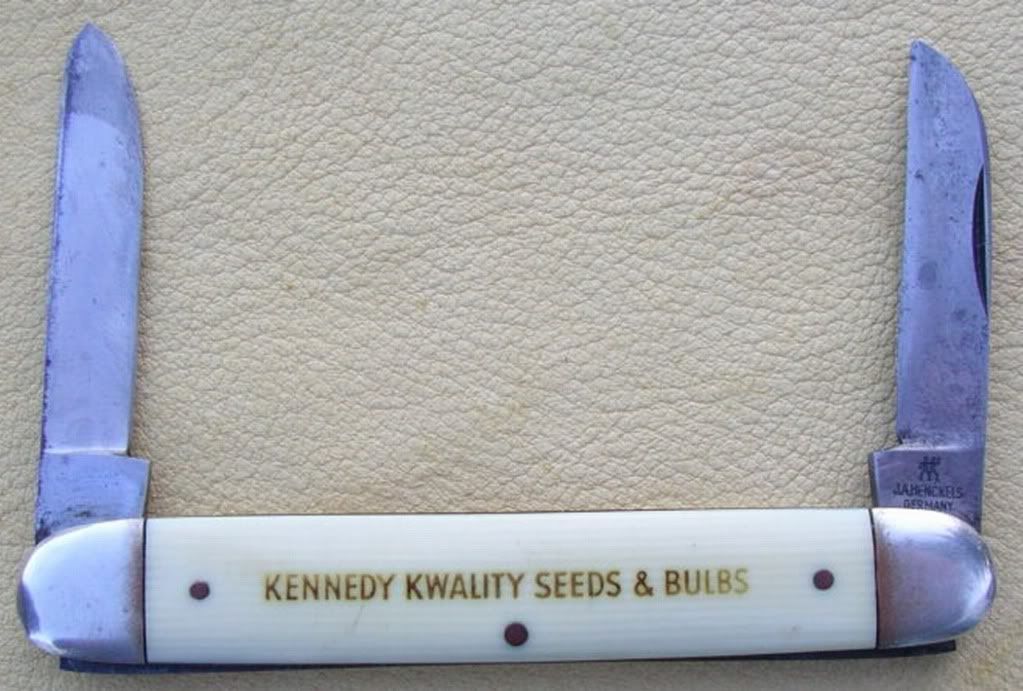 J.A.HENCKELS
GERMANY
KENNEDY KWALITY SEEDS & BULBS